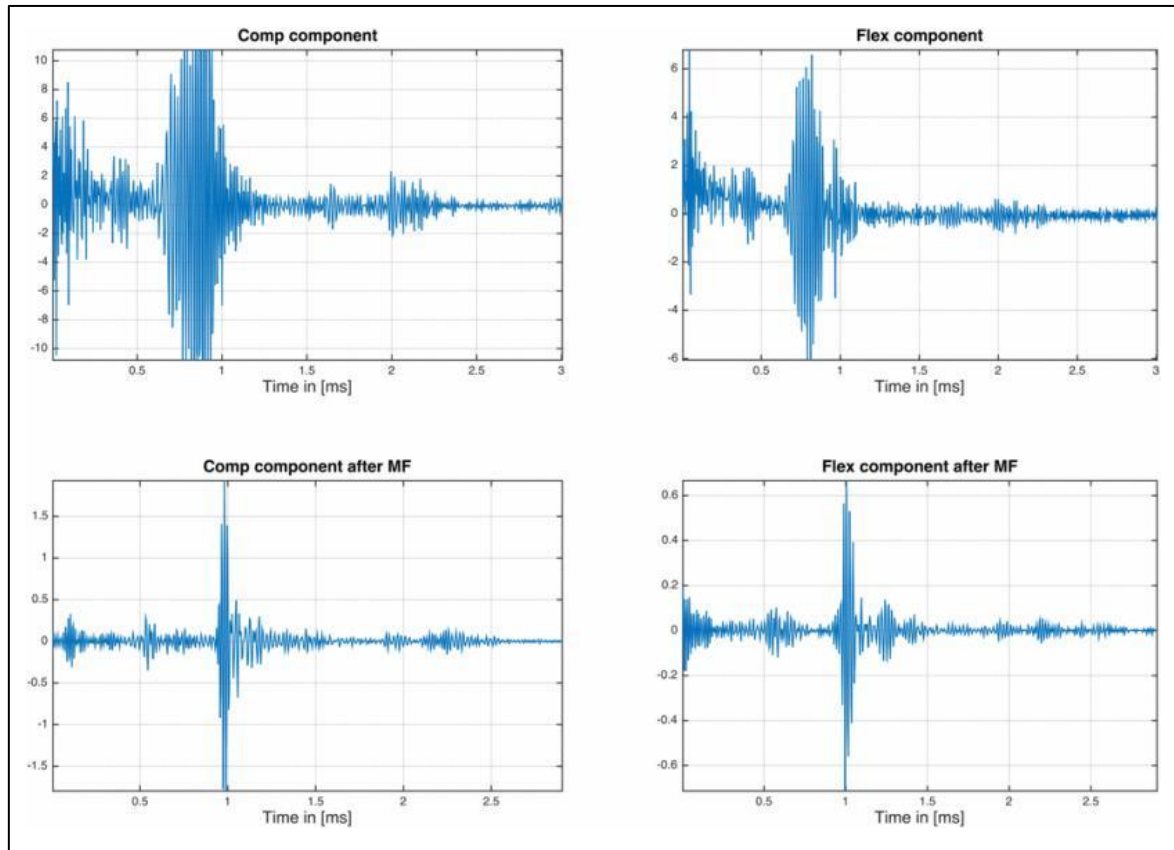 Comp component
10
8
6
4
2
0
-2
-4
-6
-8
-10
0.5 1 1.5 2 2.5 3
Time in [ms]
Flex component
6
4
2
0
-2
-4
-6
0.5 1 1.5 2 2.5 3
Time in [ms]
Comp component after MF
1.5
1
0.5
0
-0.5
-1
-1.5
0.5 1 1.5 2 2.5
Time in [ms]
Flex component after MF
0.6
0.4
0.2
0
-0.2
-0.4
-0.6
0.5 1 1.5 2 2.5
Time in [ms]